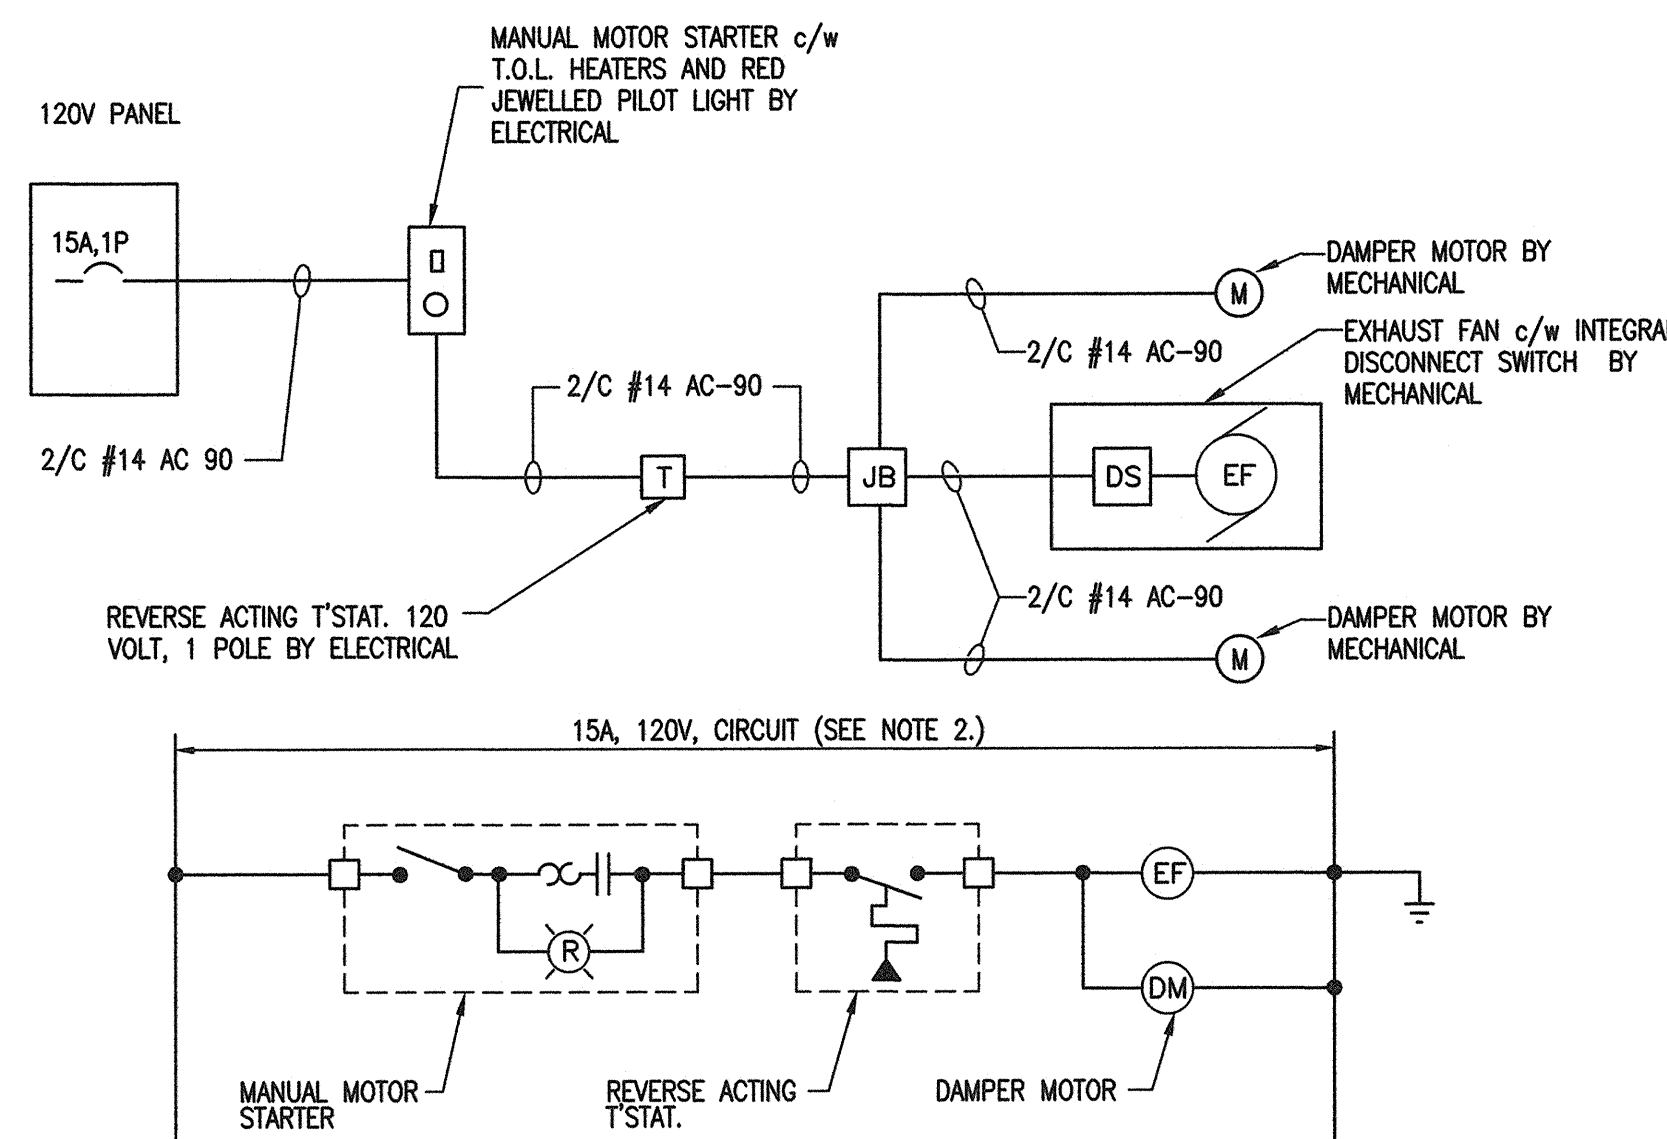 MANUAL MOTOR STARTER c/w
T.O.L. HEATERS AND RED
JEWELLED PILOT LIGHT BY
ELECTRICAL
120V PANEL
15A,1P
2/C #14 AC 90
2/C #14 AC-90
T
REVERSE ACTING T'STAT. 120
VOLT, 1 POLE BY ELECTRICAL
JB
M
DAMPER MOTOR BY
MECHANICAL
2/C #14 AC-90
EXHAUST FAN c/w INTEGRA
DISCONNECT SWITCH BY
MECHANICAL
DS
EF
2/C #14 AC-90
M
DAMPER MOTOR BY
MECHANICAL
15A, 120V, CIRCUIT (SEE NOTE 2.)
R
EF
DM
MANUAL MOTOR
STARTER
REVERSE ACTING
T'STAT.
DAMPER MOTOR